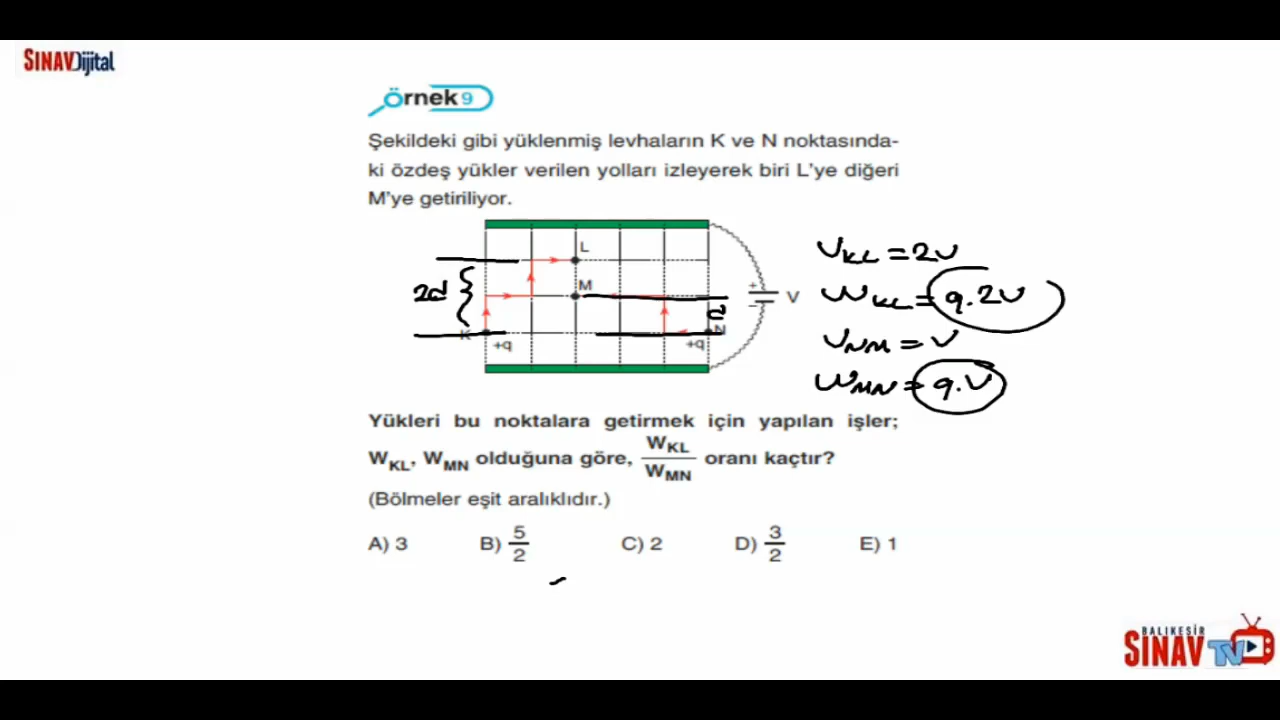 SINAVDijital
örnek 9
Şekildeki gibi yüklenmiş levhaların K ve N noktasında-
ki özdeş yükler verilen yolları izleyerek biri L'ye diğeri
M'ye getiriliyor.
L
M
K
N
+q
+q
2d
d
+
−
V
V_KL = 2V
W_KL = q.2V
V_NM = V
W_MN = q.V
Yükleri bu noktalara getirmek için yapılan işler;
W_KL, W_MN olduğuna göre, W_KL / W_MN oranı kaçtır?
(Bölmeler eşit aralıklıdır.)
A) 3 B) 5/2 C) 2 D) 3/2 E) 1
BALIKESİR
SINAV TV